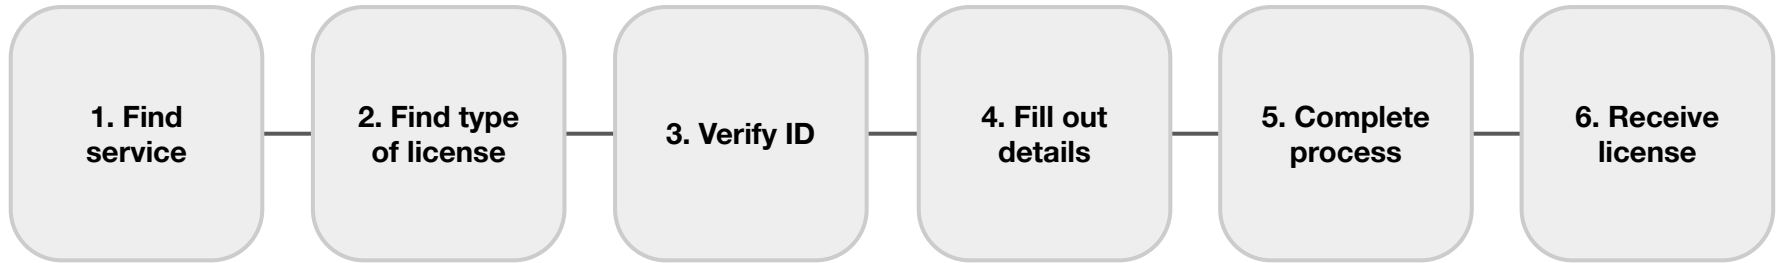 1. Find
service
2. Find type
of license
3. Verify ID
4. Fill out
details
5. Complete
process
6. Receive
license